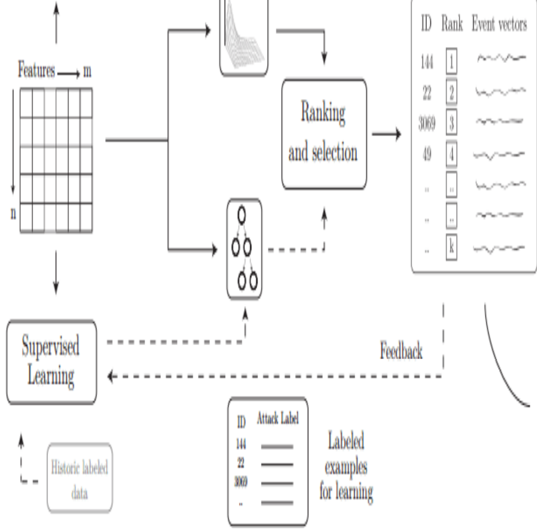 Features m
n
Ranking
and selection
ID Rank Event vectors
144 1
22 2
3069 3
49 4
.. ..
.. ..
.. k
Supervised
Learning
Feedback
Historic labeled
data
ID Attack Label
144
22
3069
..
Labeled
examples
for learning